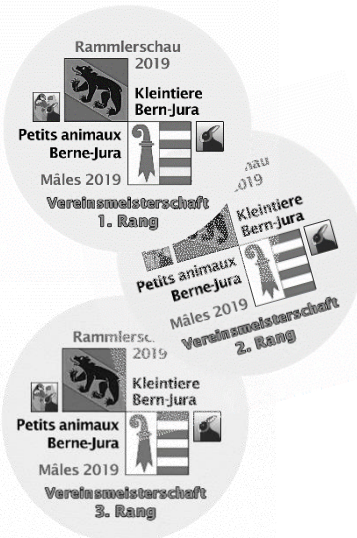 Rammlerschau
2019
Kleintiere
Bern-Jura
Petits animaux
Berne-Jura
Mâles 2019
Vereinsmeisterschaft
1. Rang
hau
2019
Kleintiere
Bern-Jura
Petits animaux
Berne-Jura
Mâles 2019
Vereinsmeisterschaft
2. Rang
Rammlersc
2019
Kleintiere
Bern-Jura
Petits animaux
Berne-Jura
Mâles 2019
Vereinsmeisterschaft
3. Rang